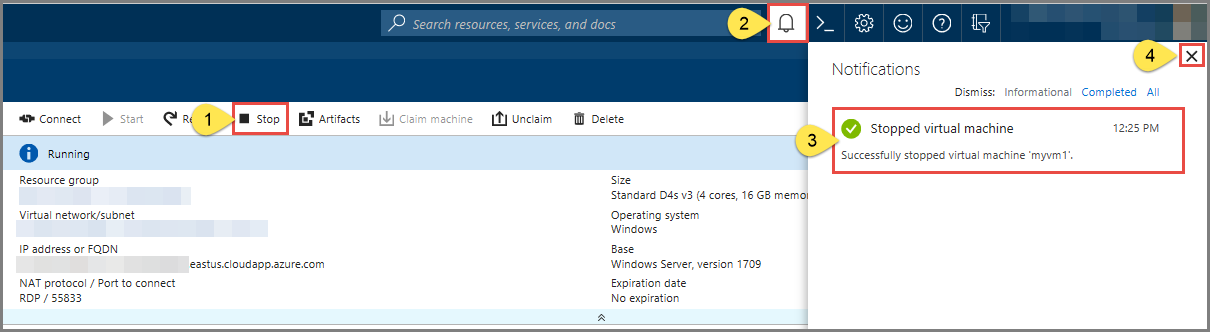 Search resources, services, and docs
2
4
Notifications
Dismiss: Informational Completed All
1
Connect Start Re Stop Artifacts Claim machine Unclaim Delete
3
Stopped virtual machine 12:25 PM
Successfully stopped virtual machine 'myvm1'.
Running
Resource group
Size
Standard D4s v3 (4 cores, 16 GB memor
Virtual network/subnet
Operating system
Windows
IP address or FQDN
eastus.cloudapp.azure.com
Base
Windows Server, version 1709
NAT protocol / Port to connect
RDP / 55833
Expiration date
No expiration